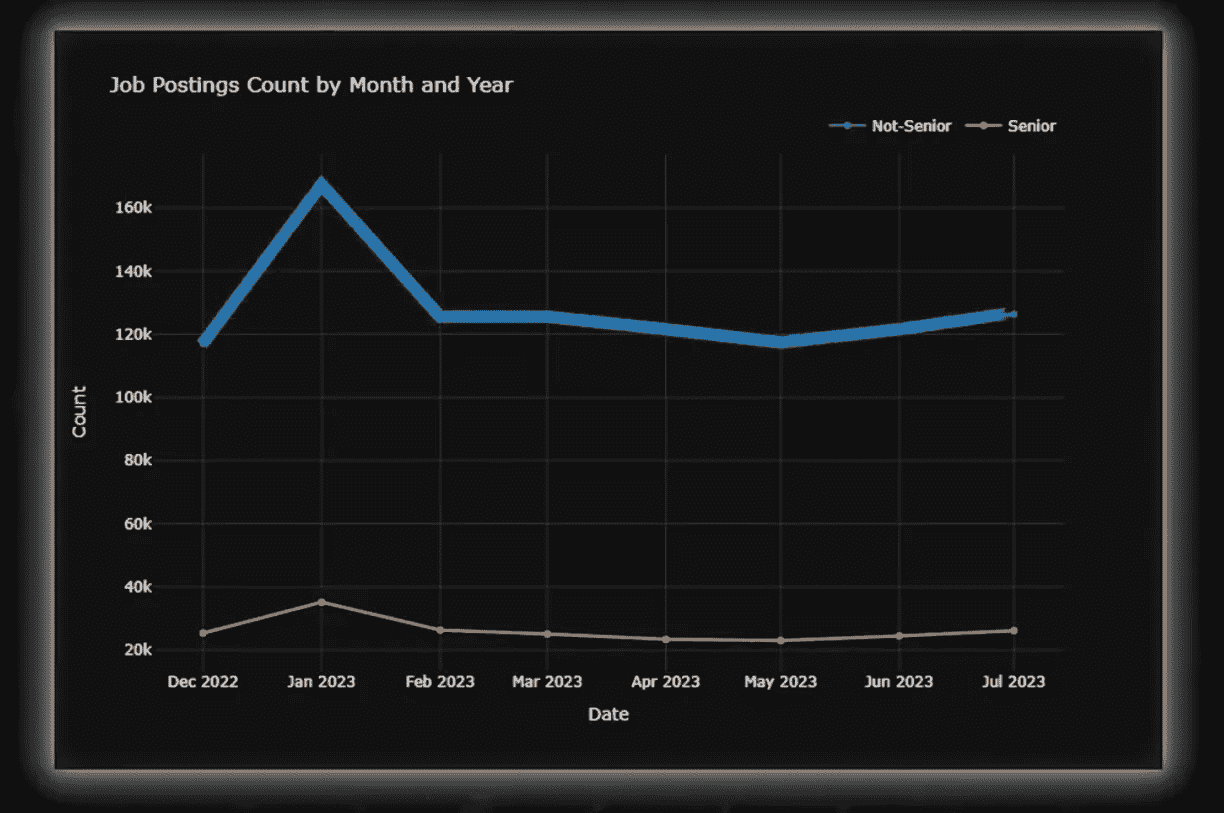 Job Postings Count by Month and Year
Not-Senior Senior
160k
140k
120k
100k
80k
60k
40k
20k
Count
Dec 2022 Jan 2023 Feb 2023 Mar 2023 Apr 2023 May 2023 Jun 2023 Jul 2023
Date